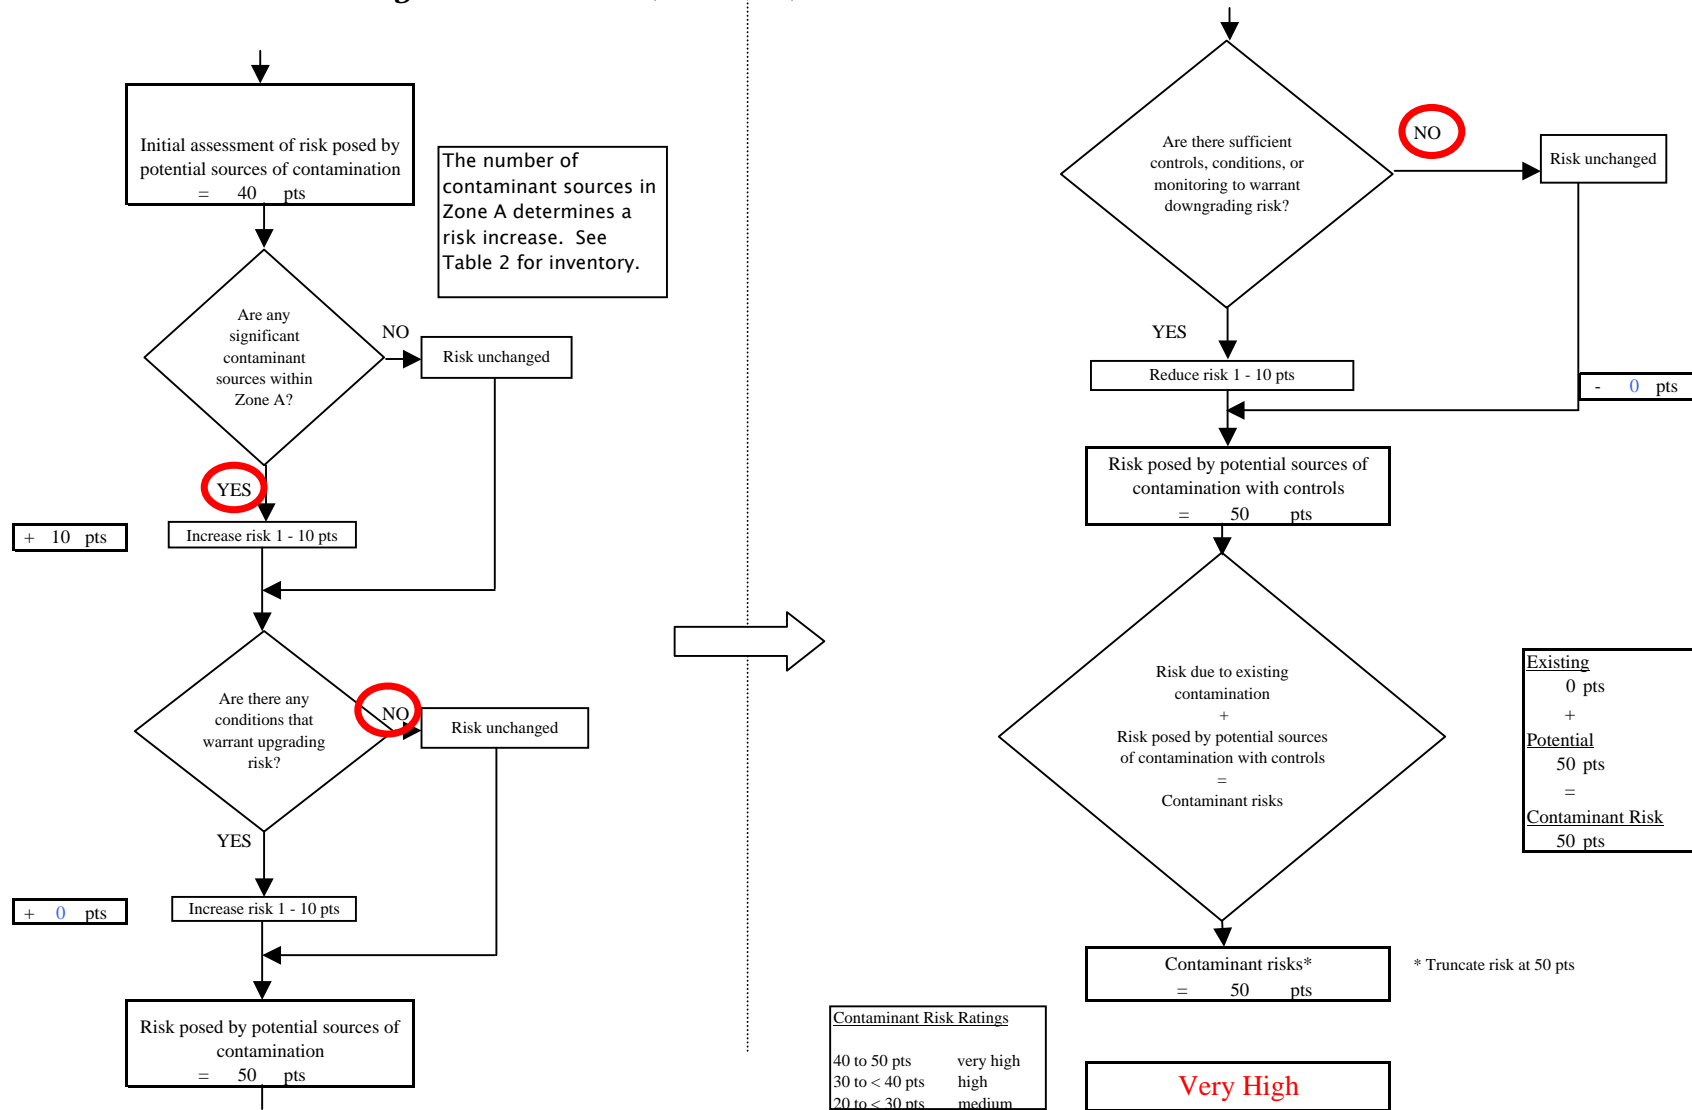 Initial assessment of risk posed by
potential sources of contamination
= 40 pts
The number of
contaminant sources in
Zone A determines a
risk increase. See
Table 2 for inventory.
Are any
significant
contaminant
sources within
Zone A?
NO
Risk unchanged
YES
+ 10 pts
Increase risk 1 - 10 pts
Are there any
conditions that
warrant upgrading
risk?
NO
Risk unchanged
YES
+ 0 pts
Increase risk 1 - 10 pts
Risk posed by potential sources of
contamination
= 50 pts
Are there sufficient
controls, conditions, or
monitoring to warrant
downgrading risk?
NO
Risk unchanged
YES
Reduce risk 1 - 10 pts
- 0 pts
Risk posed by potential sources of
contamination with controls
= 50 pts
Risk due to existing
contamination
+
Risk posed by potential sources
of contamination with controls
=
Contaminant risks
Existing
0 pts
+
Potential
50 pts
=
Contaminant Risk
50 pts
Contaminant risks*
= 50 pts
* Truncate risk at 50 pts
Contaminant Risk Ratings
40 to 50 pts very high
30 to < 40 pts high
20 to < 30 pts medium
Very High